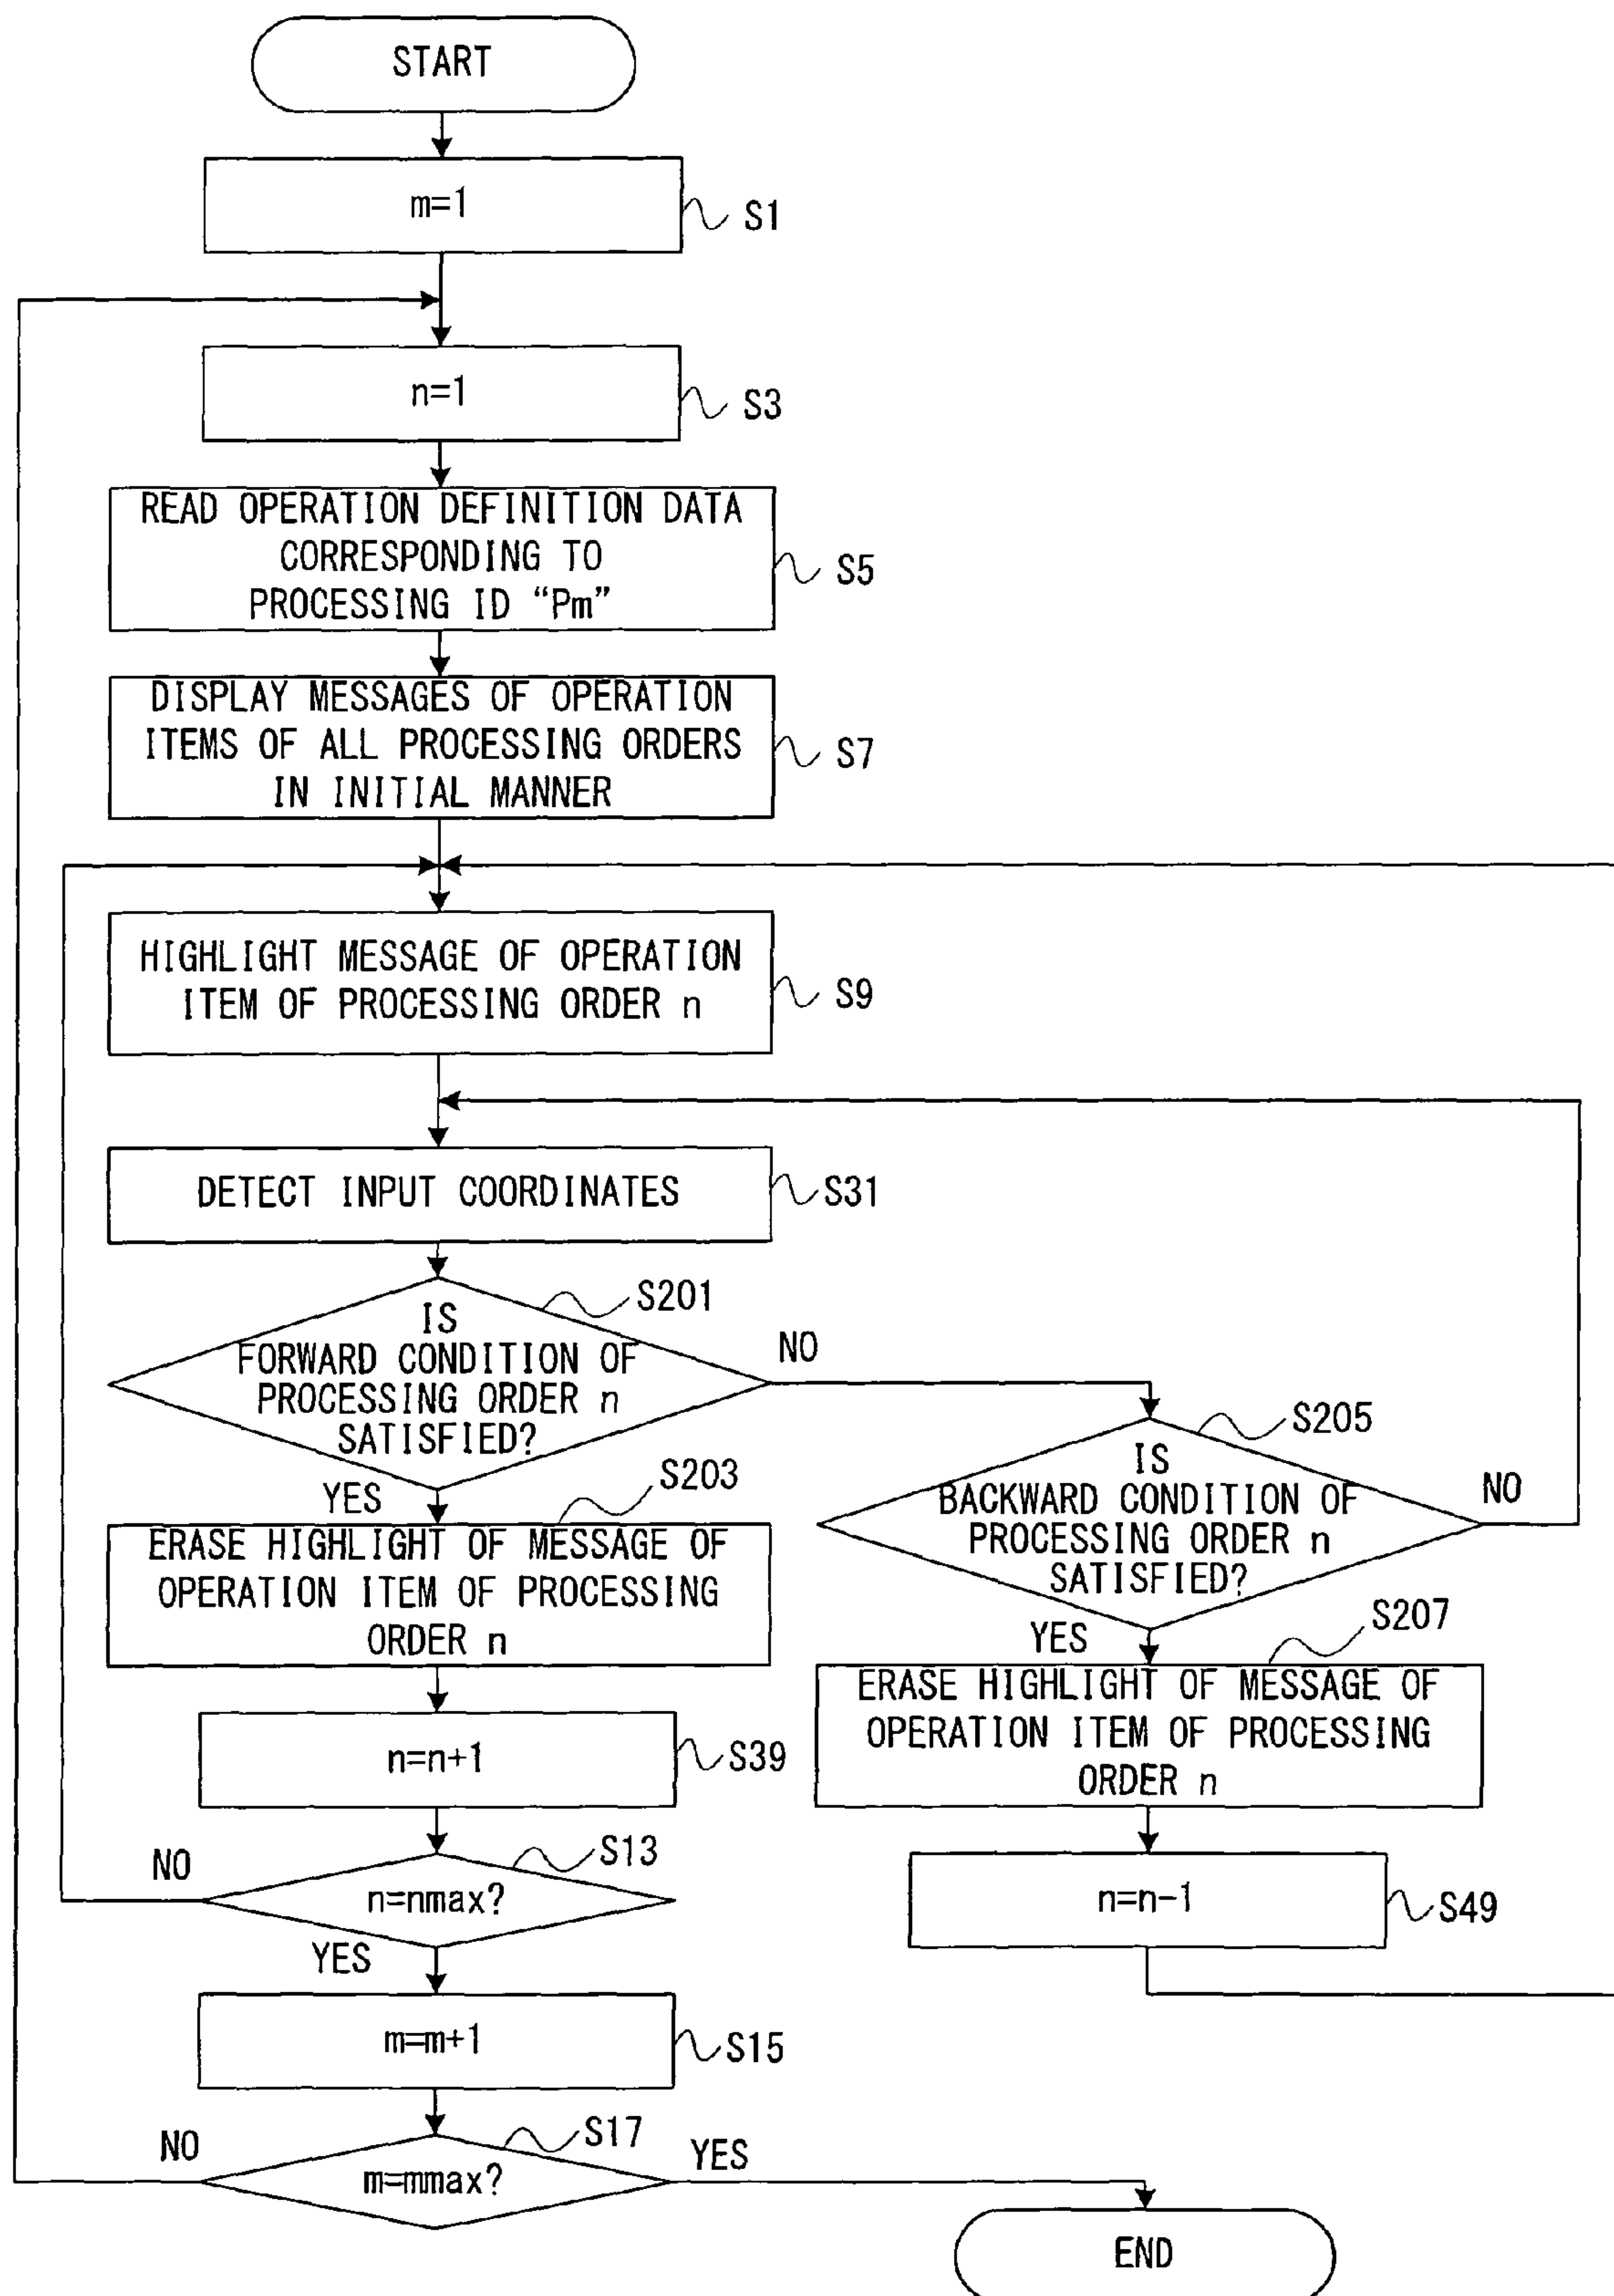 START
m=1
S1
n=1
S3
READ OPERATION DEFINITION DATA
CORRESPONDING TO
PROCESSING ID “Pm”
S5
DISPLAY MESSAGES OF OPERATION
ITEMS OF ALL PROCESSING ORDERS
IN INITIAL MANNER
S7
HIGHLIGHT MESSAGE OF OPERATION
ITEM OF PROCESSING ORDER n
S9
DETECT INPUT COORDINATES
S31
S201
IS
FORWARD CONDITION OF
PROCESSING ORDER n
SATISFIED?
NO
YES
S205
IS
BACKWARD CONDITION OF
PROCESSING ORDER n
SATISFIED?
NO
YES
S203
ERASE HIGHLIGHT OF MESSAGE OF
OPERATION ITEM OF PROCESSING
ORDER n
S207
ERASE HIGHLIGHT OF MESSAGE OF
OPERATION ITEM OF PROCESSING
ORDER n
n=n+1
S39
n=n-1
S49
S13
n=nmax?
NO
YES
m=m+1
S15
S17
m=mmax?
NO
YES
END